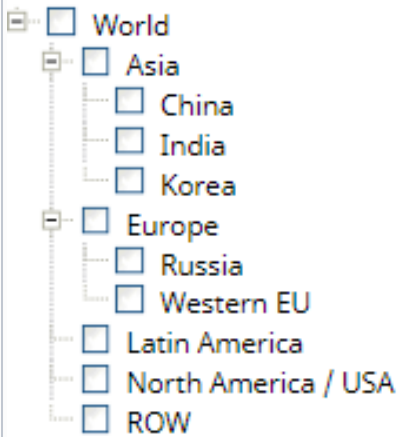 World
Asia
China
India
Korea
Europe
Russia
Western EU
Latin America
North America / USA
ROW